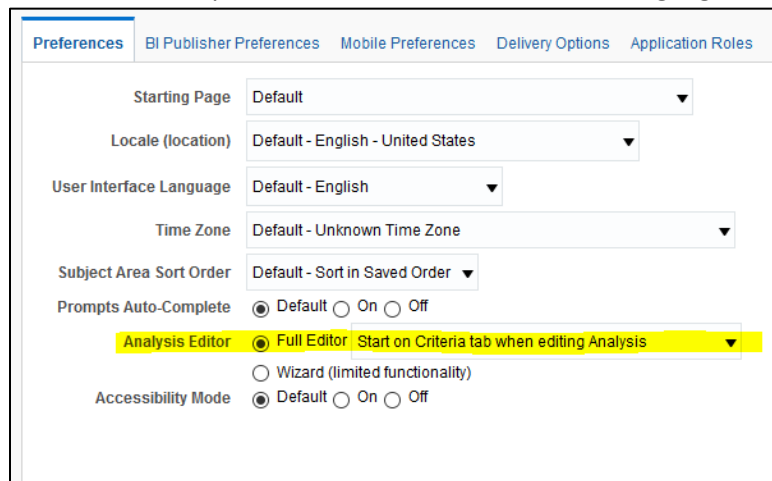 Preferences BI Publisher Preferences Mobile Preferences Delivery Options Application Roles
Starting Page Default
Locale (location) Default - English - United States
User Interface Language Default - English
Time Zone Default - Unknown Time Zone
Subject Area Sort Order Default - Sort in Saved Order
Prompts Auto-Complete Default On Off
Analysis Editor Full Editor Start on Criteria tab when editing Analysis
Wizard (limited functionality)
Accessibility Mode Default On Off